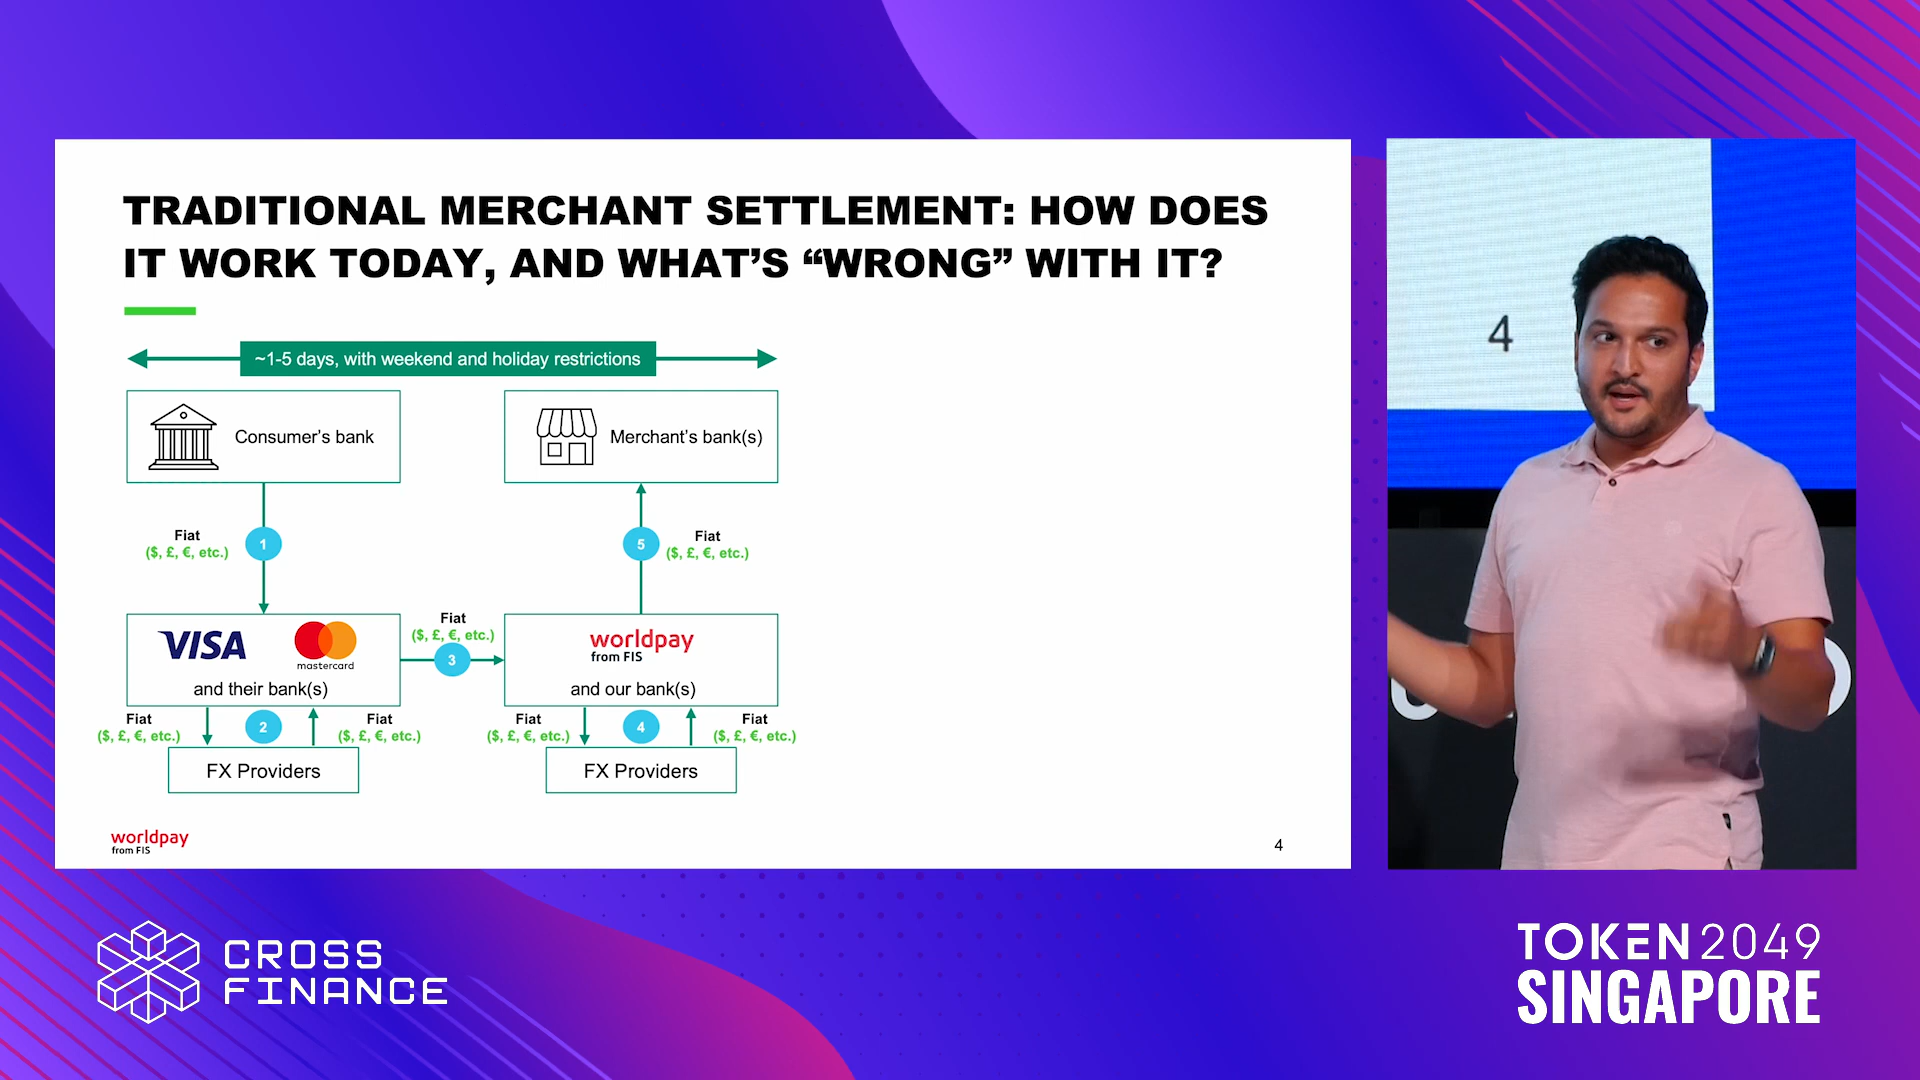 TRADITIONAL MERCHANT SETTLEMENT: HOW DOES
IT WORK TODAY, AND WHAT'S “WRONG” WITH IT?
~1-5 days, with weekend and holiday restrictions
Consumer's bank
Merchant's bank(s)
Fiat
($, £, €, etc.)
1
5
Fiat
($, £, €, etc.)
VISA
mastercard
and their bank(s)
Fiat
($, £, €, etc.)
3
worldpay
from FIS
and our bank(s)
Fiat
($, £, €, etc.)
2
Fiat
($, £, €, etc.)
Fiat
($, £, €, etc.)
4
Fiat
($, £, €, etc.)
FX Providers
FX Providers
worldpay
from FIS
4
4
CROSS
FINANCE
TOKEN2049
SINGAPORE